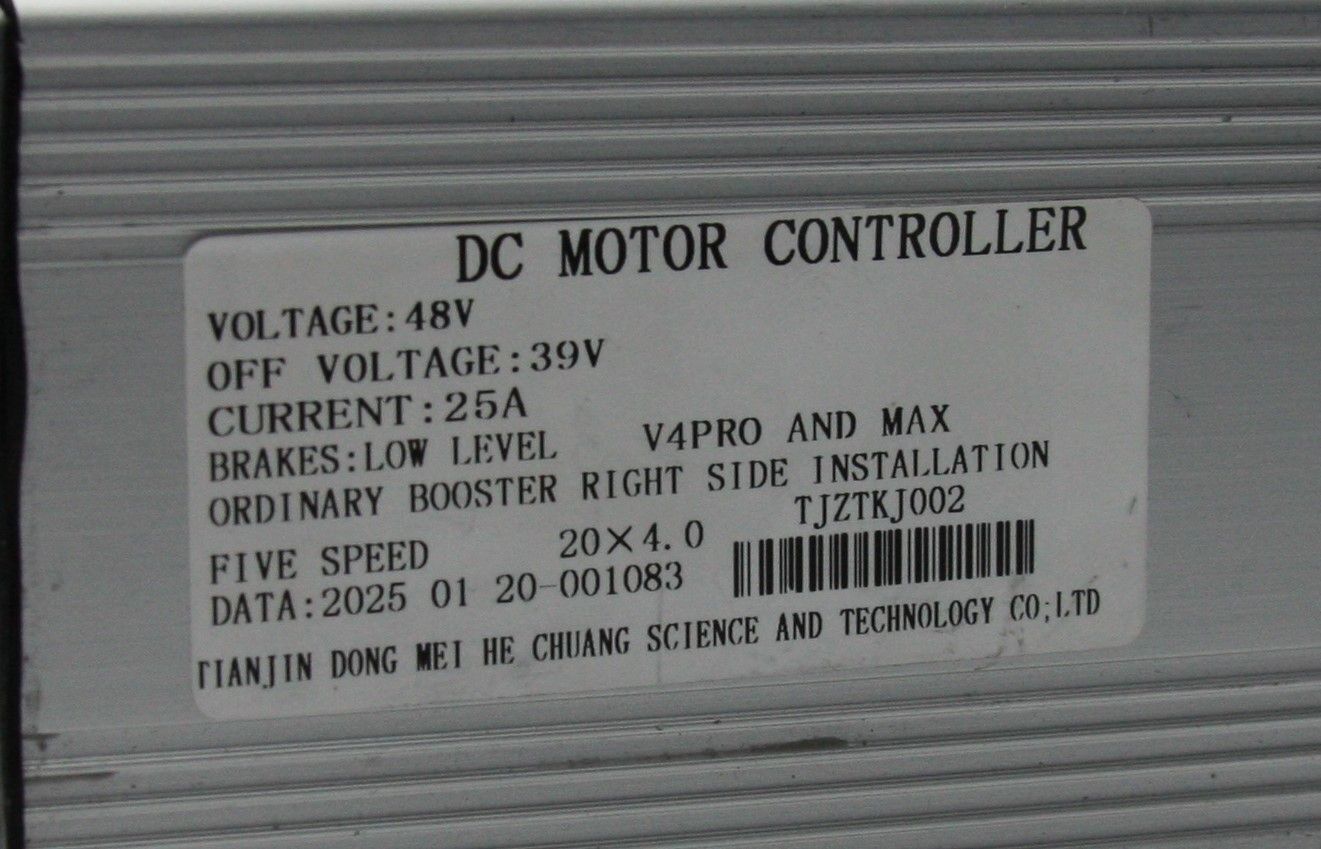 DC MOTOR CONTROLLER
VOLTAGE:48V
OFF VOLTAGE:39V
CURRENT:25A
BRAKES:LOW LEVEL V4PRO AND MAX
ORDINARY BOOSTER RIGHT SIDE INSTALLATION
TJZTKJ002
FIVE SPEED 20×4.0
DATA:2025 01 20-001083
TIANJIN DONG MEI HE CHUANG SCIENCE AND TECHNOLOGY CO;LTD